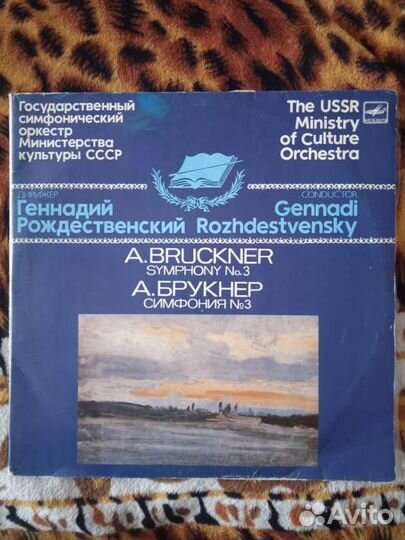 Государственный
симфонический
оркестр
Министерства
культуры СССР
The USSR
Ministry
of Culture
Orchestra
МЕЛОДИЯ
ДИРИЖЕР
Геннадий
Рождественский
CONDUCTOR
Gennadi
Rozhdestvensky
A.BRUCKNER
SYMPHONY No.3
А.БРУКНЕР
СИМФОНИЯ №3
Avito